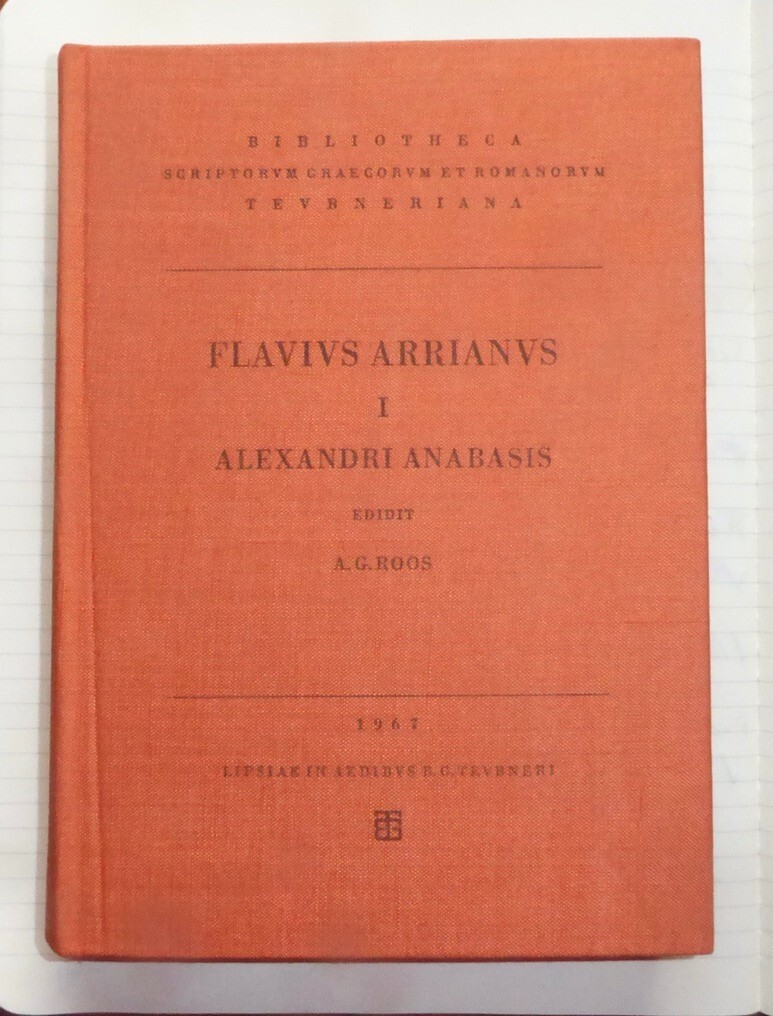 BIBLIOTHECA
SCRIPTORVM GRAECORVM ET ROMANORVM
TEVBNERIANA
FLAVIVS ARRIANVS
I
ALEXANDRI ANABASIS
EDIDIT
A. G. ROOS
1967
LIPSIAE IN AEDIBVS B. G. TEVBNERI